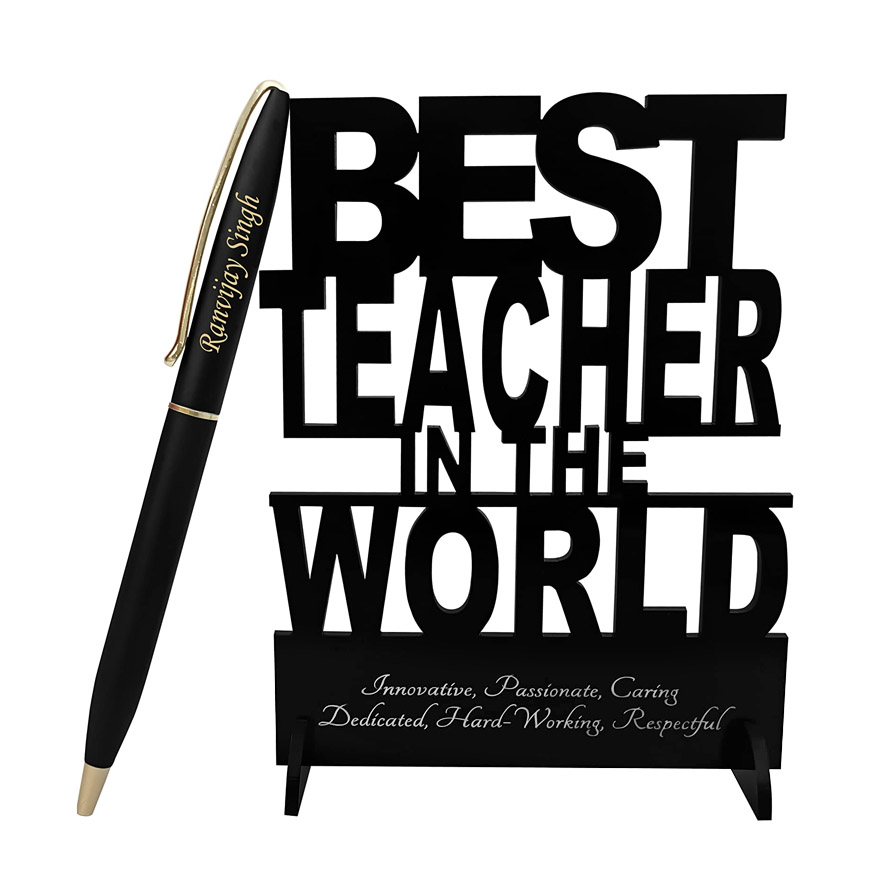 Ranvijay Singh
BEST
TEACHER
IN THE
WORLD
Innovative, Passionate, Caring
Dedicated, Hard-Working, Respectful